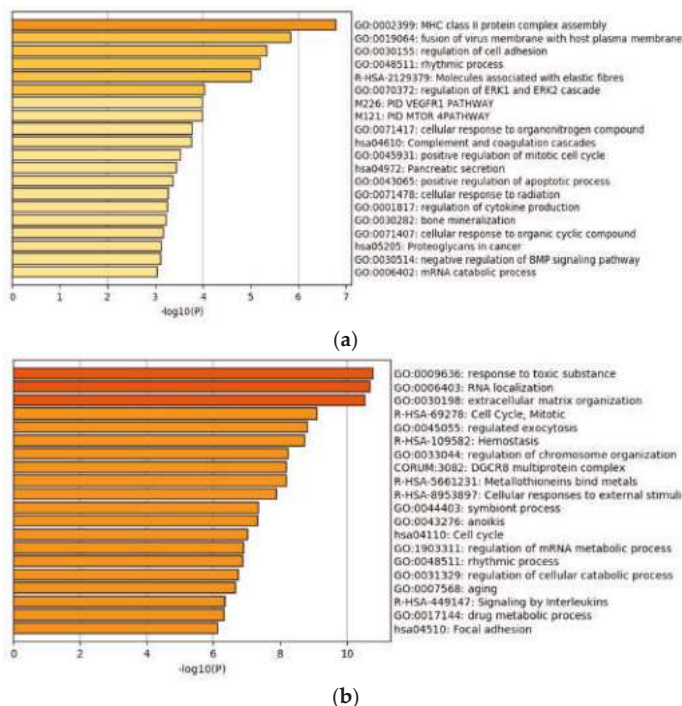 GO:0002399: MHC class II protein complex assembly
GO:0019064: fusion of virus membrane with host plasma membrane
GO:0030155: regulation of cell adhesion
GO:0048511: rhythmic process
R-HSA-2129379: Molecules associated with elastic fibres
GO:0070372: regulation of ERK1 and ERK2 cascade
M226: PID VEGFR1 PATHWAY
M121: PID MTOR 4PATHWAY
GO:0071417: cellular response to organonitrogen compound
hsa04610: Complement and coagulation cascades
GO:0045931: positive regulation of mitotic cell cycle
hsa04972: Pancreatic secretion
GO:0043065: positive regulation of apoptotic process
GO:0071478: cellular response to radiation
GO:0001817: regulation of cytokine production
GO:0030282: bone mineralization
GO:0071407: cellular response to organic cyclic compound
hsa05205: Proteoglycans in cancer
GO:0030514: negative regulation of BMP signaling pathway
GO:0006402: mRNA catabolic process
0 1 2 3 4 5 6 7
-log10(P)
(a)
GO:0009636: response to toxic substance
GO:0006403: RNA localization
GO:0030198: extracellular matrix organization
R-HSA-69278: Cell Cycle, Mitotic
GO:0045055: regulated exocytosis
R-HSA-109582: Hemostasis
GO:0033044: regulation of chromosome organization
CORUM:3082: DGCR8 multiprotein complex
R-HSA-5661231: Metallothioneins bind metals
R-HSA-8953897: Cellular responses to external stimuli
GO:0044403: symbiont process
GO:0043276: anoikis
hsa04110: Cell cycle
GO:1903311: regulation of mRNA metabolic process
GO:0048511: rhythmic process
GO:0031329: regulation of cellular catabolic process
GO:0007568: aging
R-HSA-449147: Signaling by Interleukins
GO:0017144: drug metabolic process
hsa04510: Focal adhesion
0 2 4 6 8 10
-log10(P)
(b)